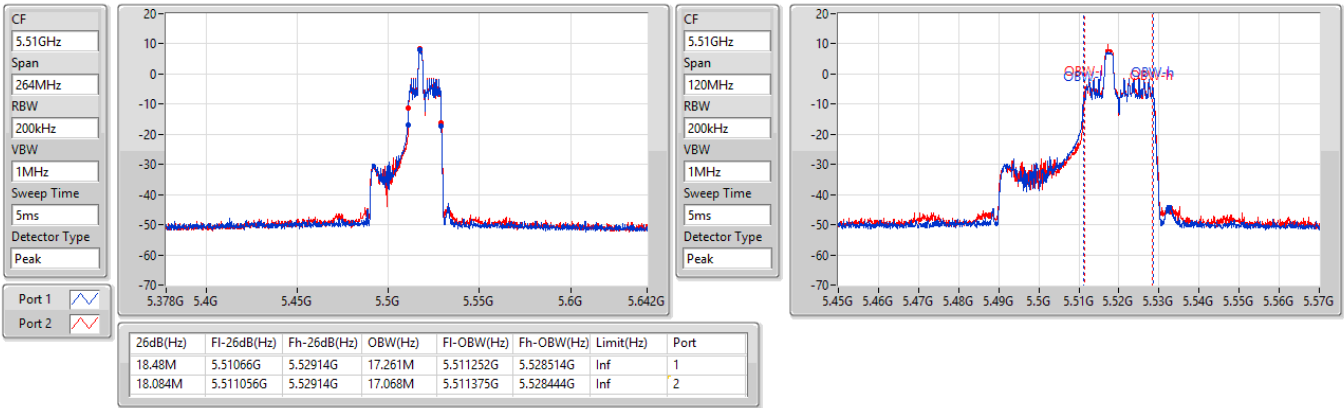 CF
5.51GHz
Span
264MHz
RBW
200kHz
VBW
1MHz
Sweep Time
5ms
Detector Type
Peak
Port 1
Port 2
20
10
0
-10
-20
-30
-40
-50
-60
-70
5.378G 5.4G 5.45G 5.5G 5.55G 5.6G 5.642G
CF
5.51GHz
Span
120MHz
RBW
200kHz
VBW
1MHz
Sweep Time
5ms
Detector Type
Peak
20
10
0
-10
-20
-30
-40
-50
-60
-70
OBW-h
5.45G 5.46G 5.47G 5.48G 5.49G 5.5G 5.51G 5.52G 5.53G 5.54G 5.55G 5.56G 5.57G
26dB(Hz) Fl-26dB(Hz) Fh-26dB(Hz) OBW(Hz) Fl-OBW(Hz) Fh-OBW(Hz) Limit(Hz) Port
18.48M 5.51066G 5.52914G 17.261M 5.511252G 5.528514G Inf 1
18.084M 5.511056G 5.52914G 17.068M 5.511375G 5.528444G Inf 2